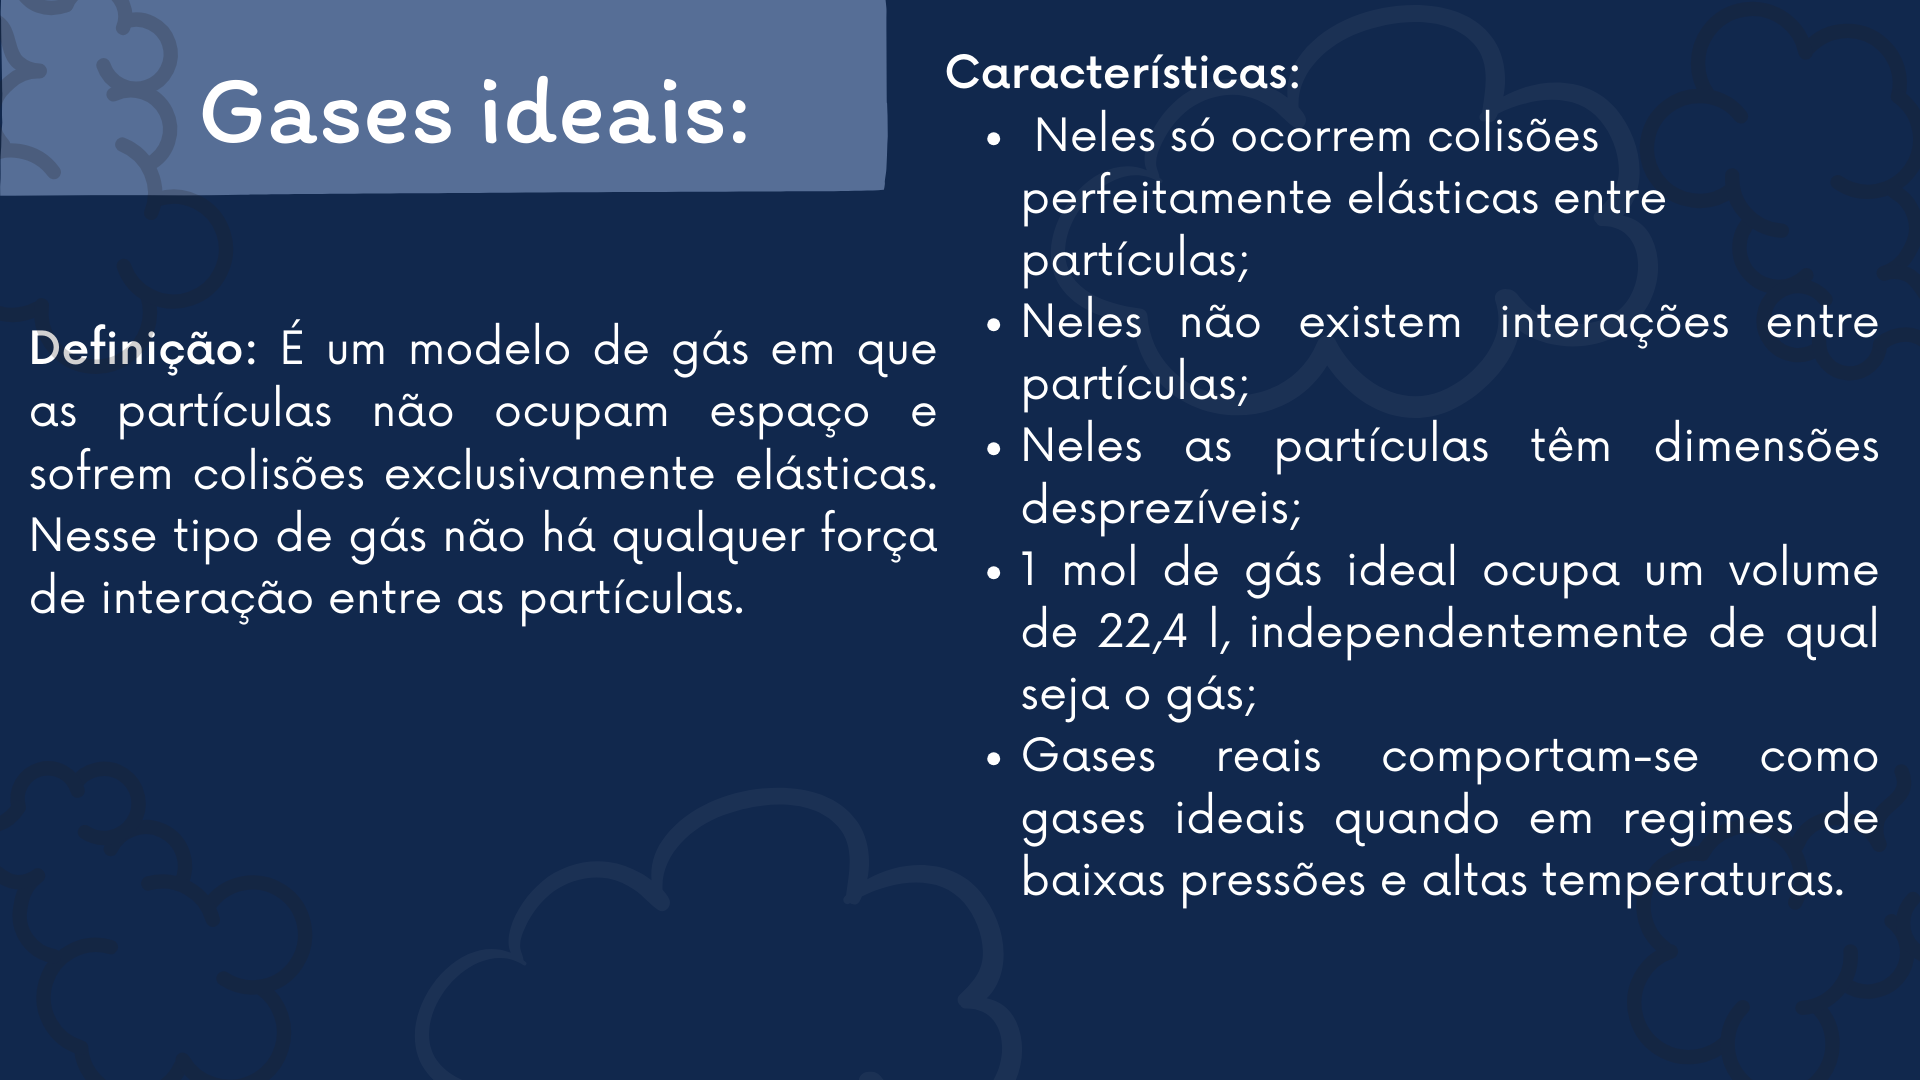 Gases ideais:
Definição: É um modelo de gás em que
as partículas não ocupam espaço e
sofrem colisões exclusivamente elásticas.
Nesse tipo de gás não há qualquer força
de interação entre as partículas.
Características:
• Neles só ocorrem colisões
perfeitamente elásticas entre
partículas;
• Neles não existem interações entre
partículas;
• Neles as partículas têm dimensões
desprezíveis;
• 1 mol de gás ideal ocupa um volume
de 22,4 l, independentemente de qual
seja o gás;
• Gases reais comportam-se como
gases ideais quando em regimes de
baixas pressões e altas temperaturas.